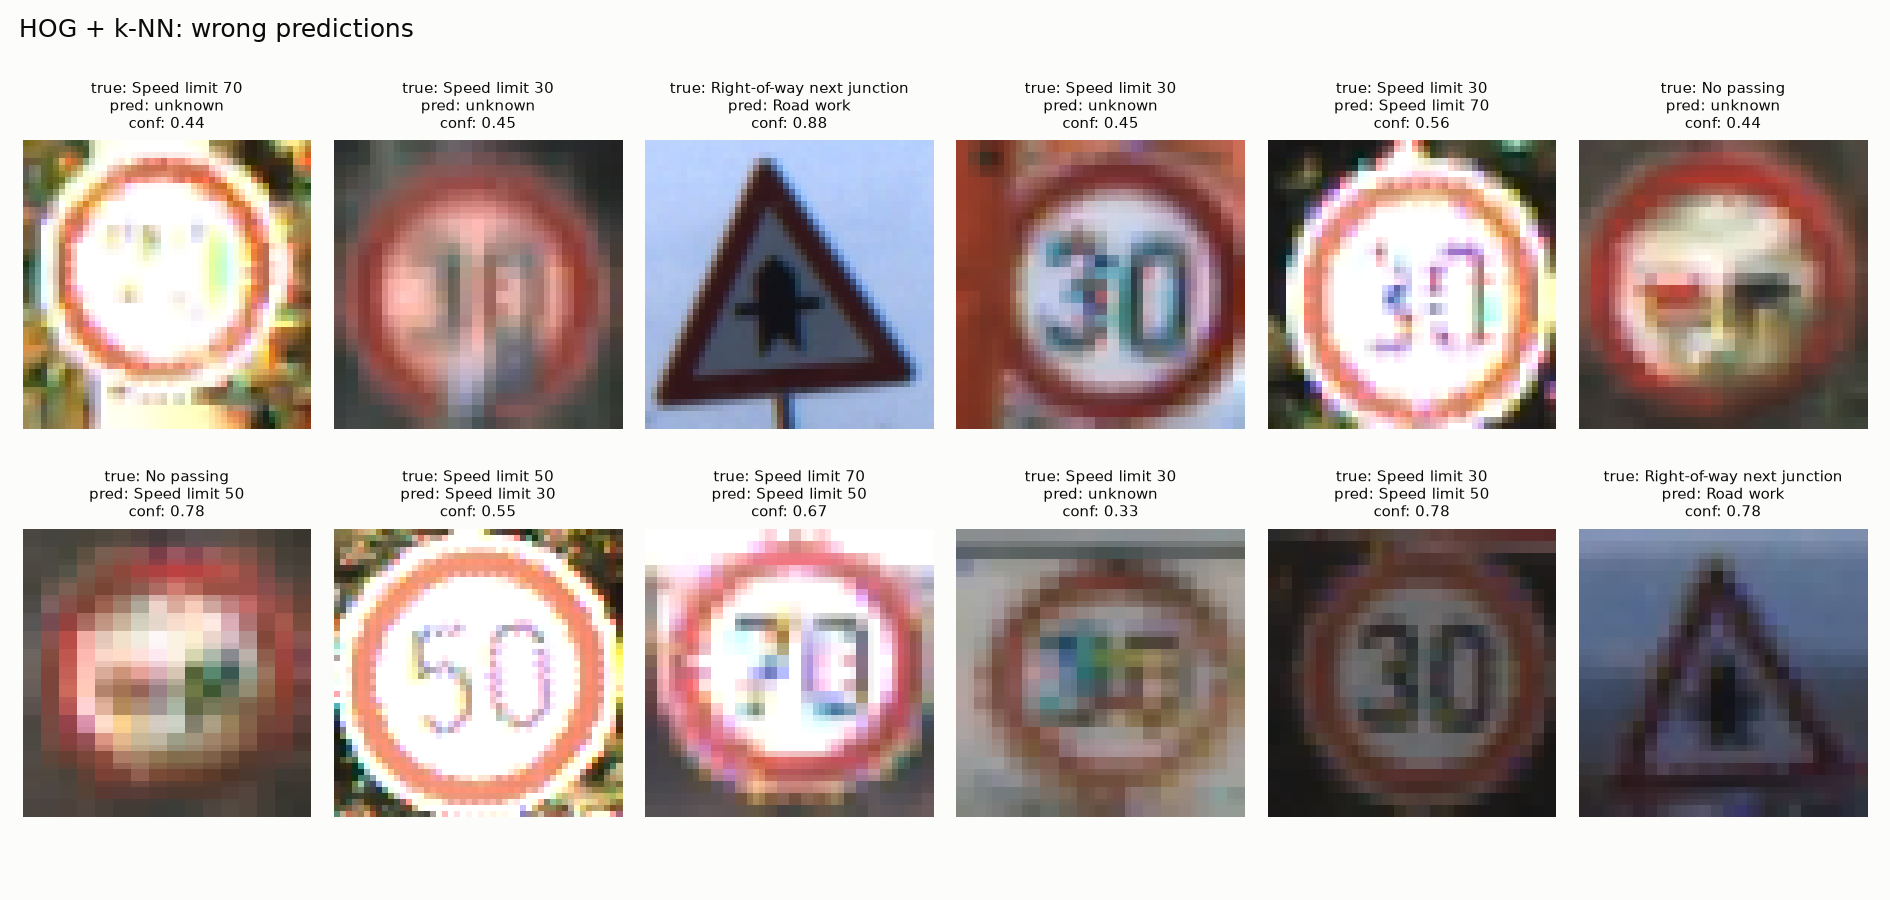 HOG + k-NN: wrong predictions
true: Speed limit 70
pred: unknown
conf: 0.44
true: Speed limit 30
pred: unknown
conf: 0.45
true: Right-of-way next junction
pred: Road work
conf: 0.88
true: Speed limit 30
pred: unknown
conf: 0.45
true: Speed limit 30
pred: Speed limit 70
conf: 0.56
true: No passing
pred: unknown
conf: 0.44
30
30
true: No passing
pred: Speed limit 50
conf: 0.78
true: Speed limit 50
pred: Speed limit 30
conf: 0.55
true: Speed limit 70
pred: Speed limit 50
conf: 0.67
true: Speed limit 30
pred: unknown
conf: 0.33
true: Speed limit 30
pred: Speed limit 50
conf: 0.78
true: Right-of-way next junction
pred: Road work
conf: 0.78
50
70
30